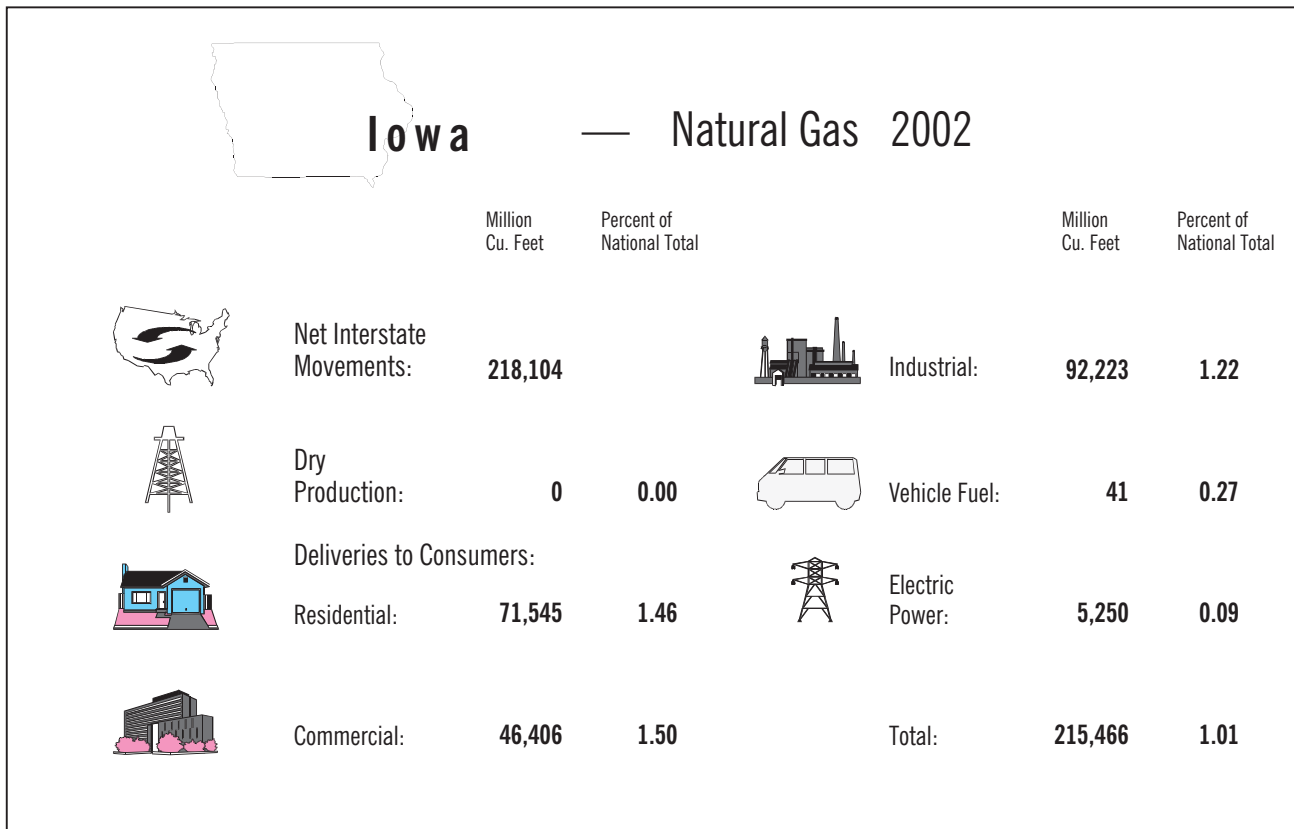 Iowa — Natural Gas 2002
Million
Cu. Feet
Percent of
National Total
Million
Cu. Feet
Percent of
National Total
Net Interstate
Movements: 218,104
Industrial: 92,223 1.22
Dry
Production: 0 0.00
Vehicle Fuel: 41 0.27
Deliveries to Consumers:
Residential: 71,545 1.46
Electric
Power: 5,250 0.09
Commercial: 46,406 1.50
Total: 215,466 1.01